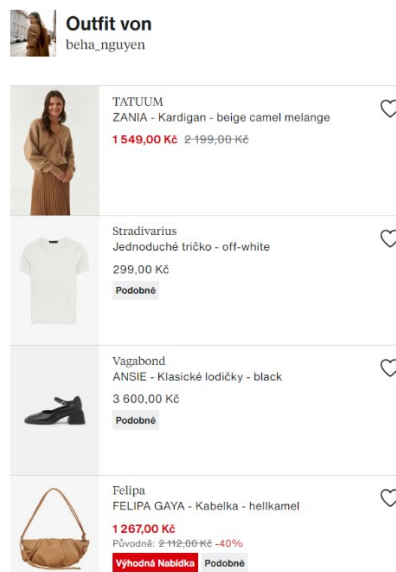 Outfit von
beha_nguyen
TATUUM
ZANIA - Kardigan - beige camel melange
1 549,00 Kč 2 199,00 Kč
Stradivarius
Jednoduché tričko - off-white
299,00 Kč
Podobné
Vagabond
ANSIE - Klasické lodičky - black
3 600,00 Kč
Podobné
Felipa
FELIPA GAYA - Kabelka - hellkamel
1 267,00 Kč
Původně: 2 112,00 Kč -40%
Výhodná Nabídka Podobné